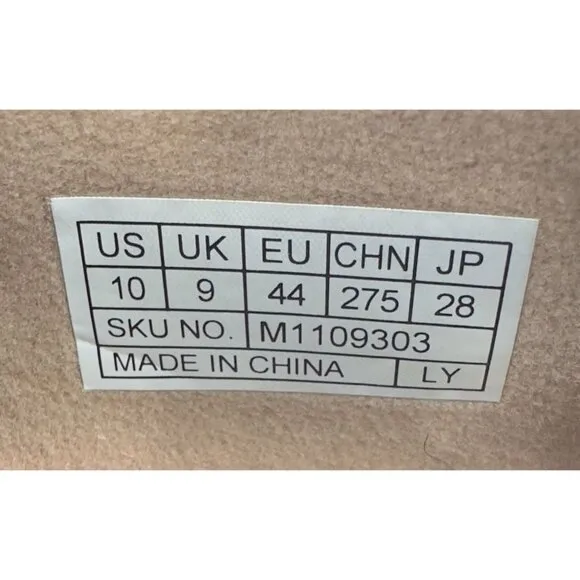 US UK EU CHN JP
10 9 44 275 28
SKU NO. M1109303
MADE IN CHINA LY